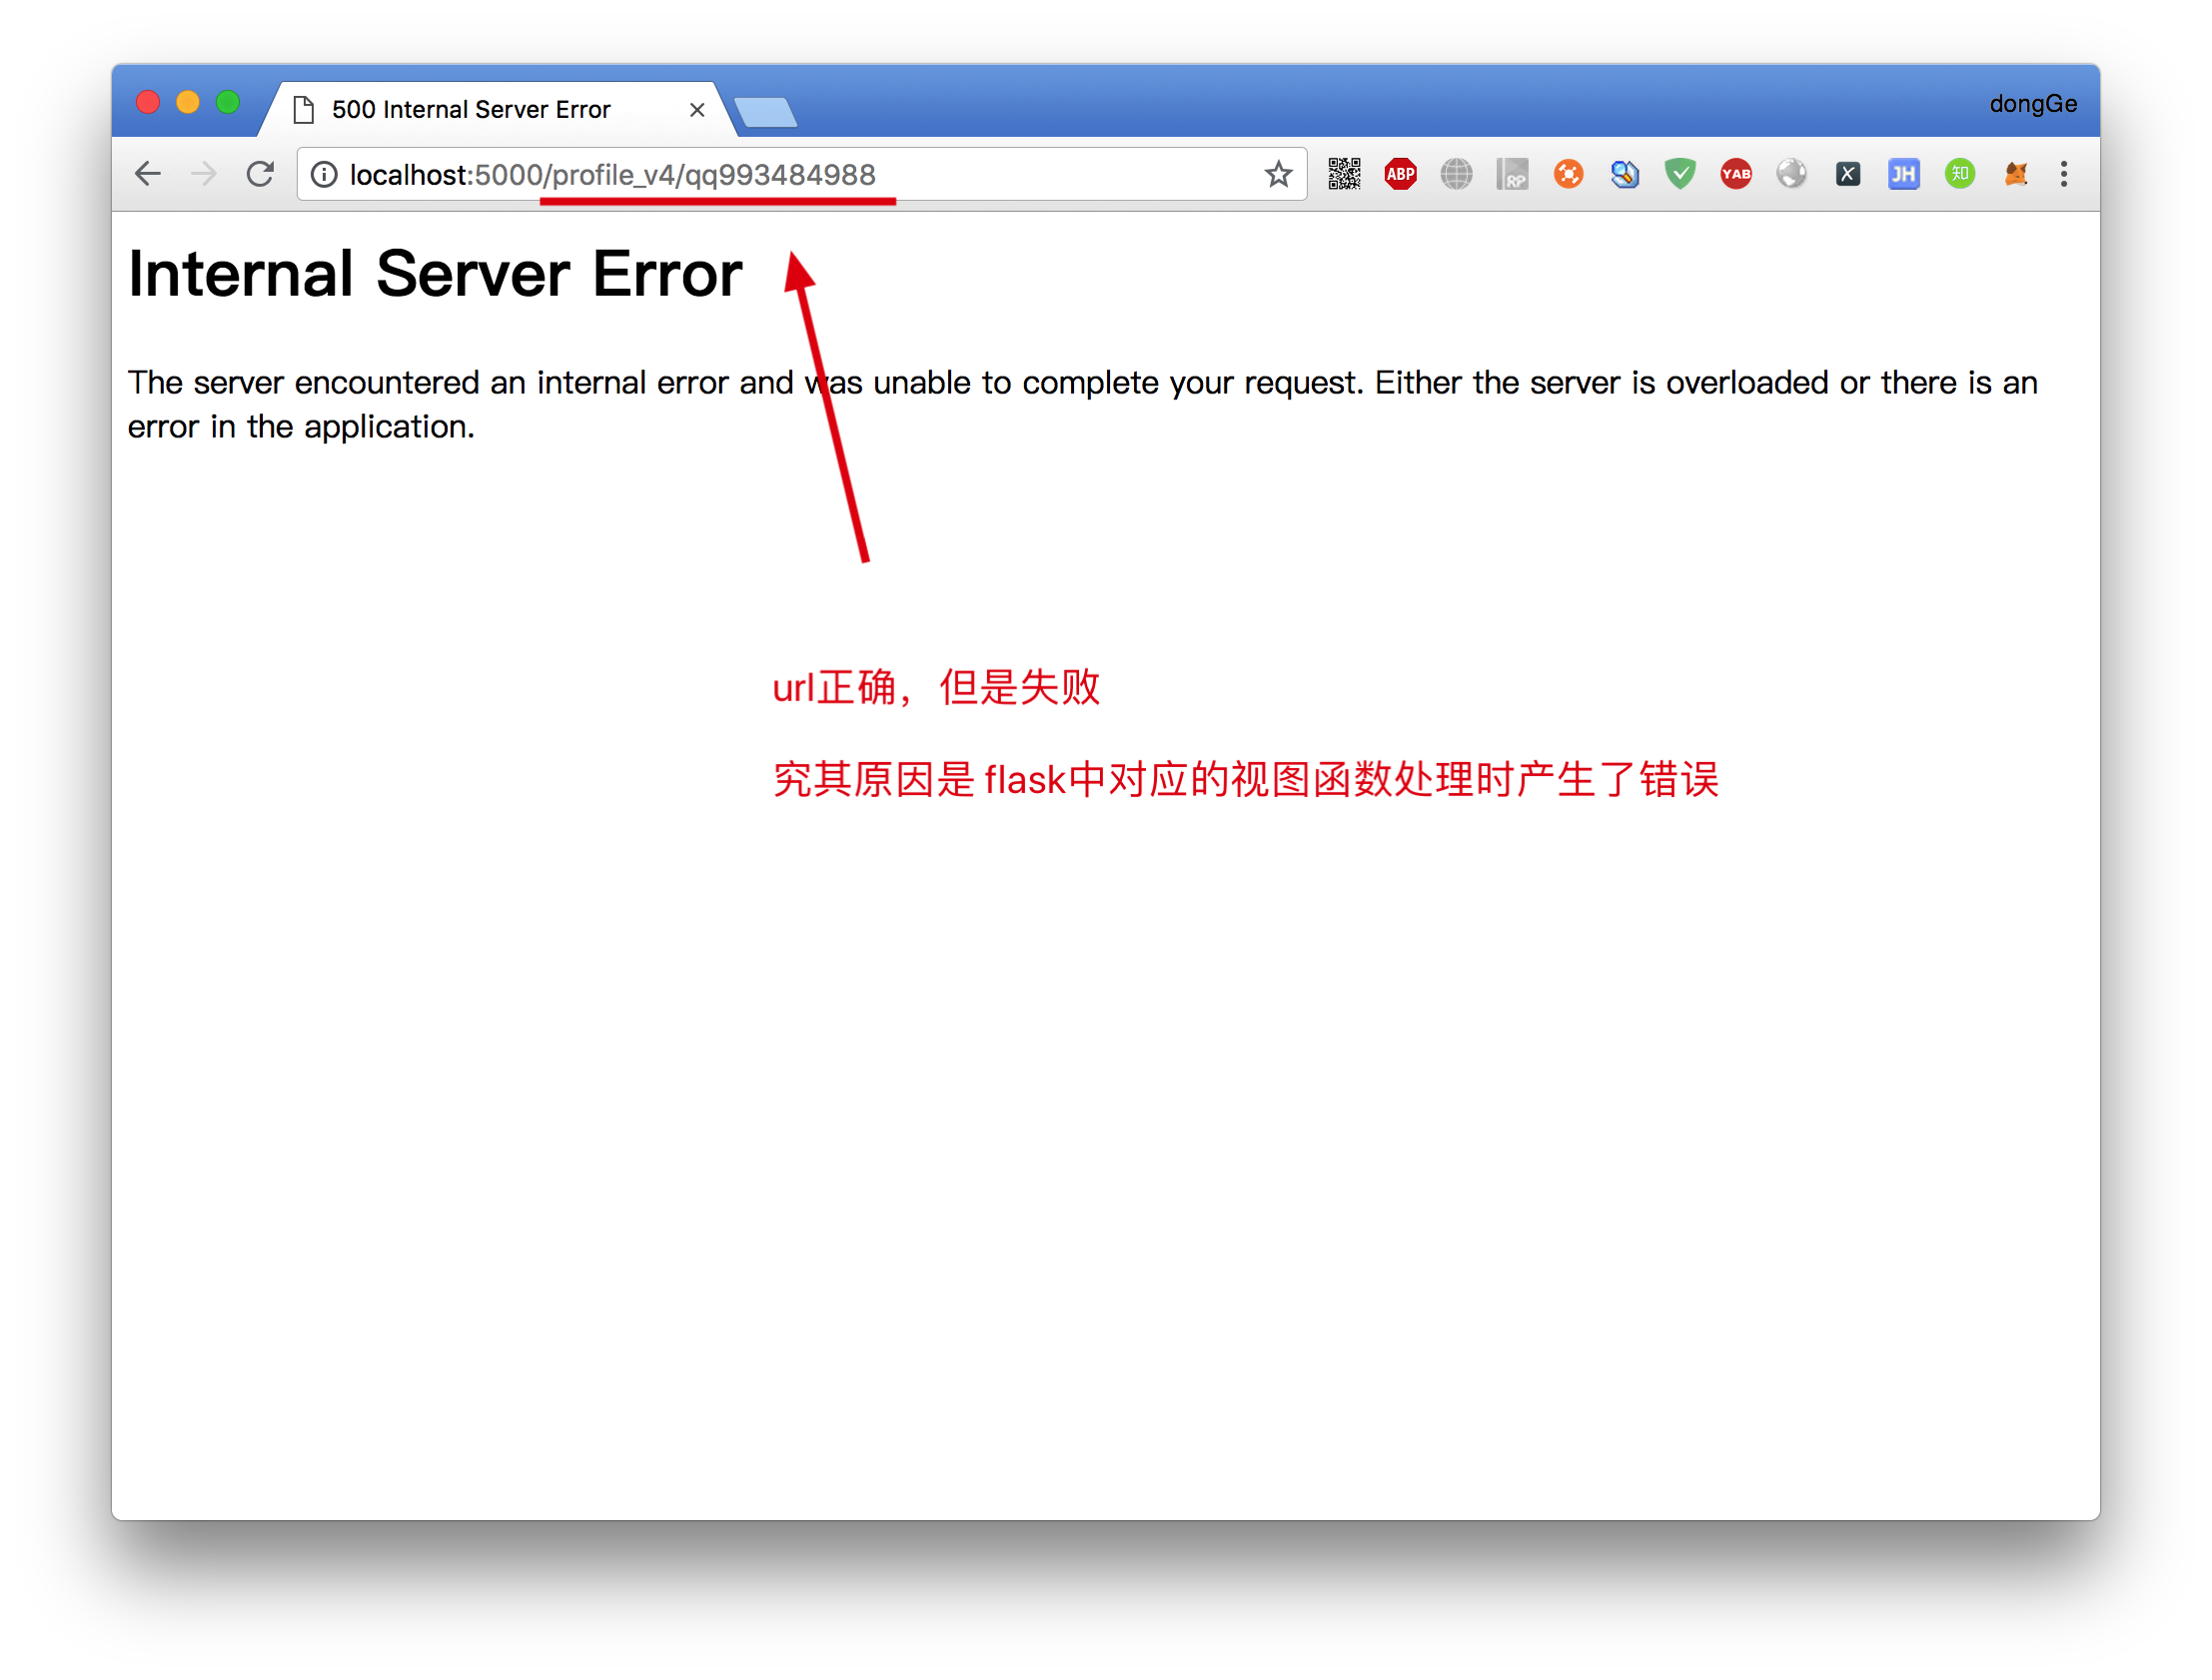 500 Internal Server Error
dongGe
localhost:5000/profile_v4/qq993484988
ABP
RP
YAB
X
JH
知
Internal Server Error
The server encountered an internal error and was unable to complete your request. Either the server is overloaded or there is an
error in the application.
url正确，但是失败
究其原因是 flask中对应的视图函数处理时产生了错误